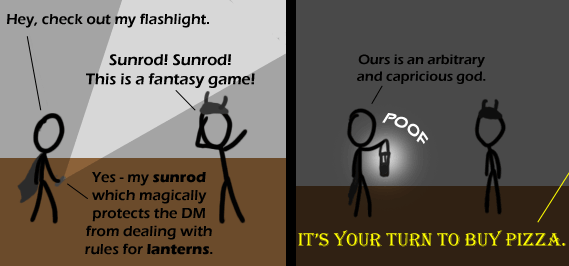 Hey, check out my flashlight.
Sunrod! Sunrod!
This is a fantasy game!
Yes - my sunrod
which magically
protects the DM
from dealing with
rules for lanterns.
Ours is an arbitrary
and capricious god.
POOF
IT'S YOUR TURN TO BUY PIZZA.